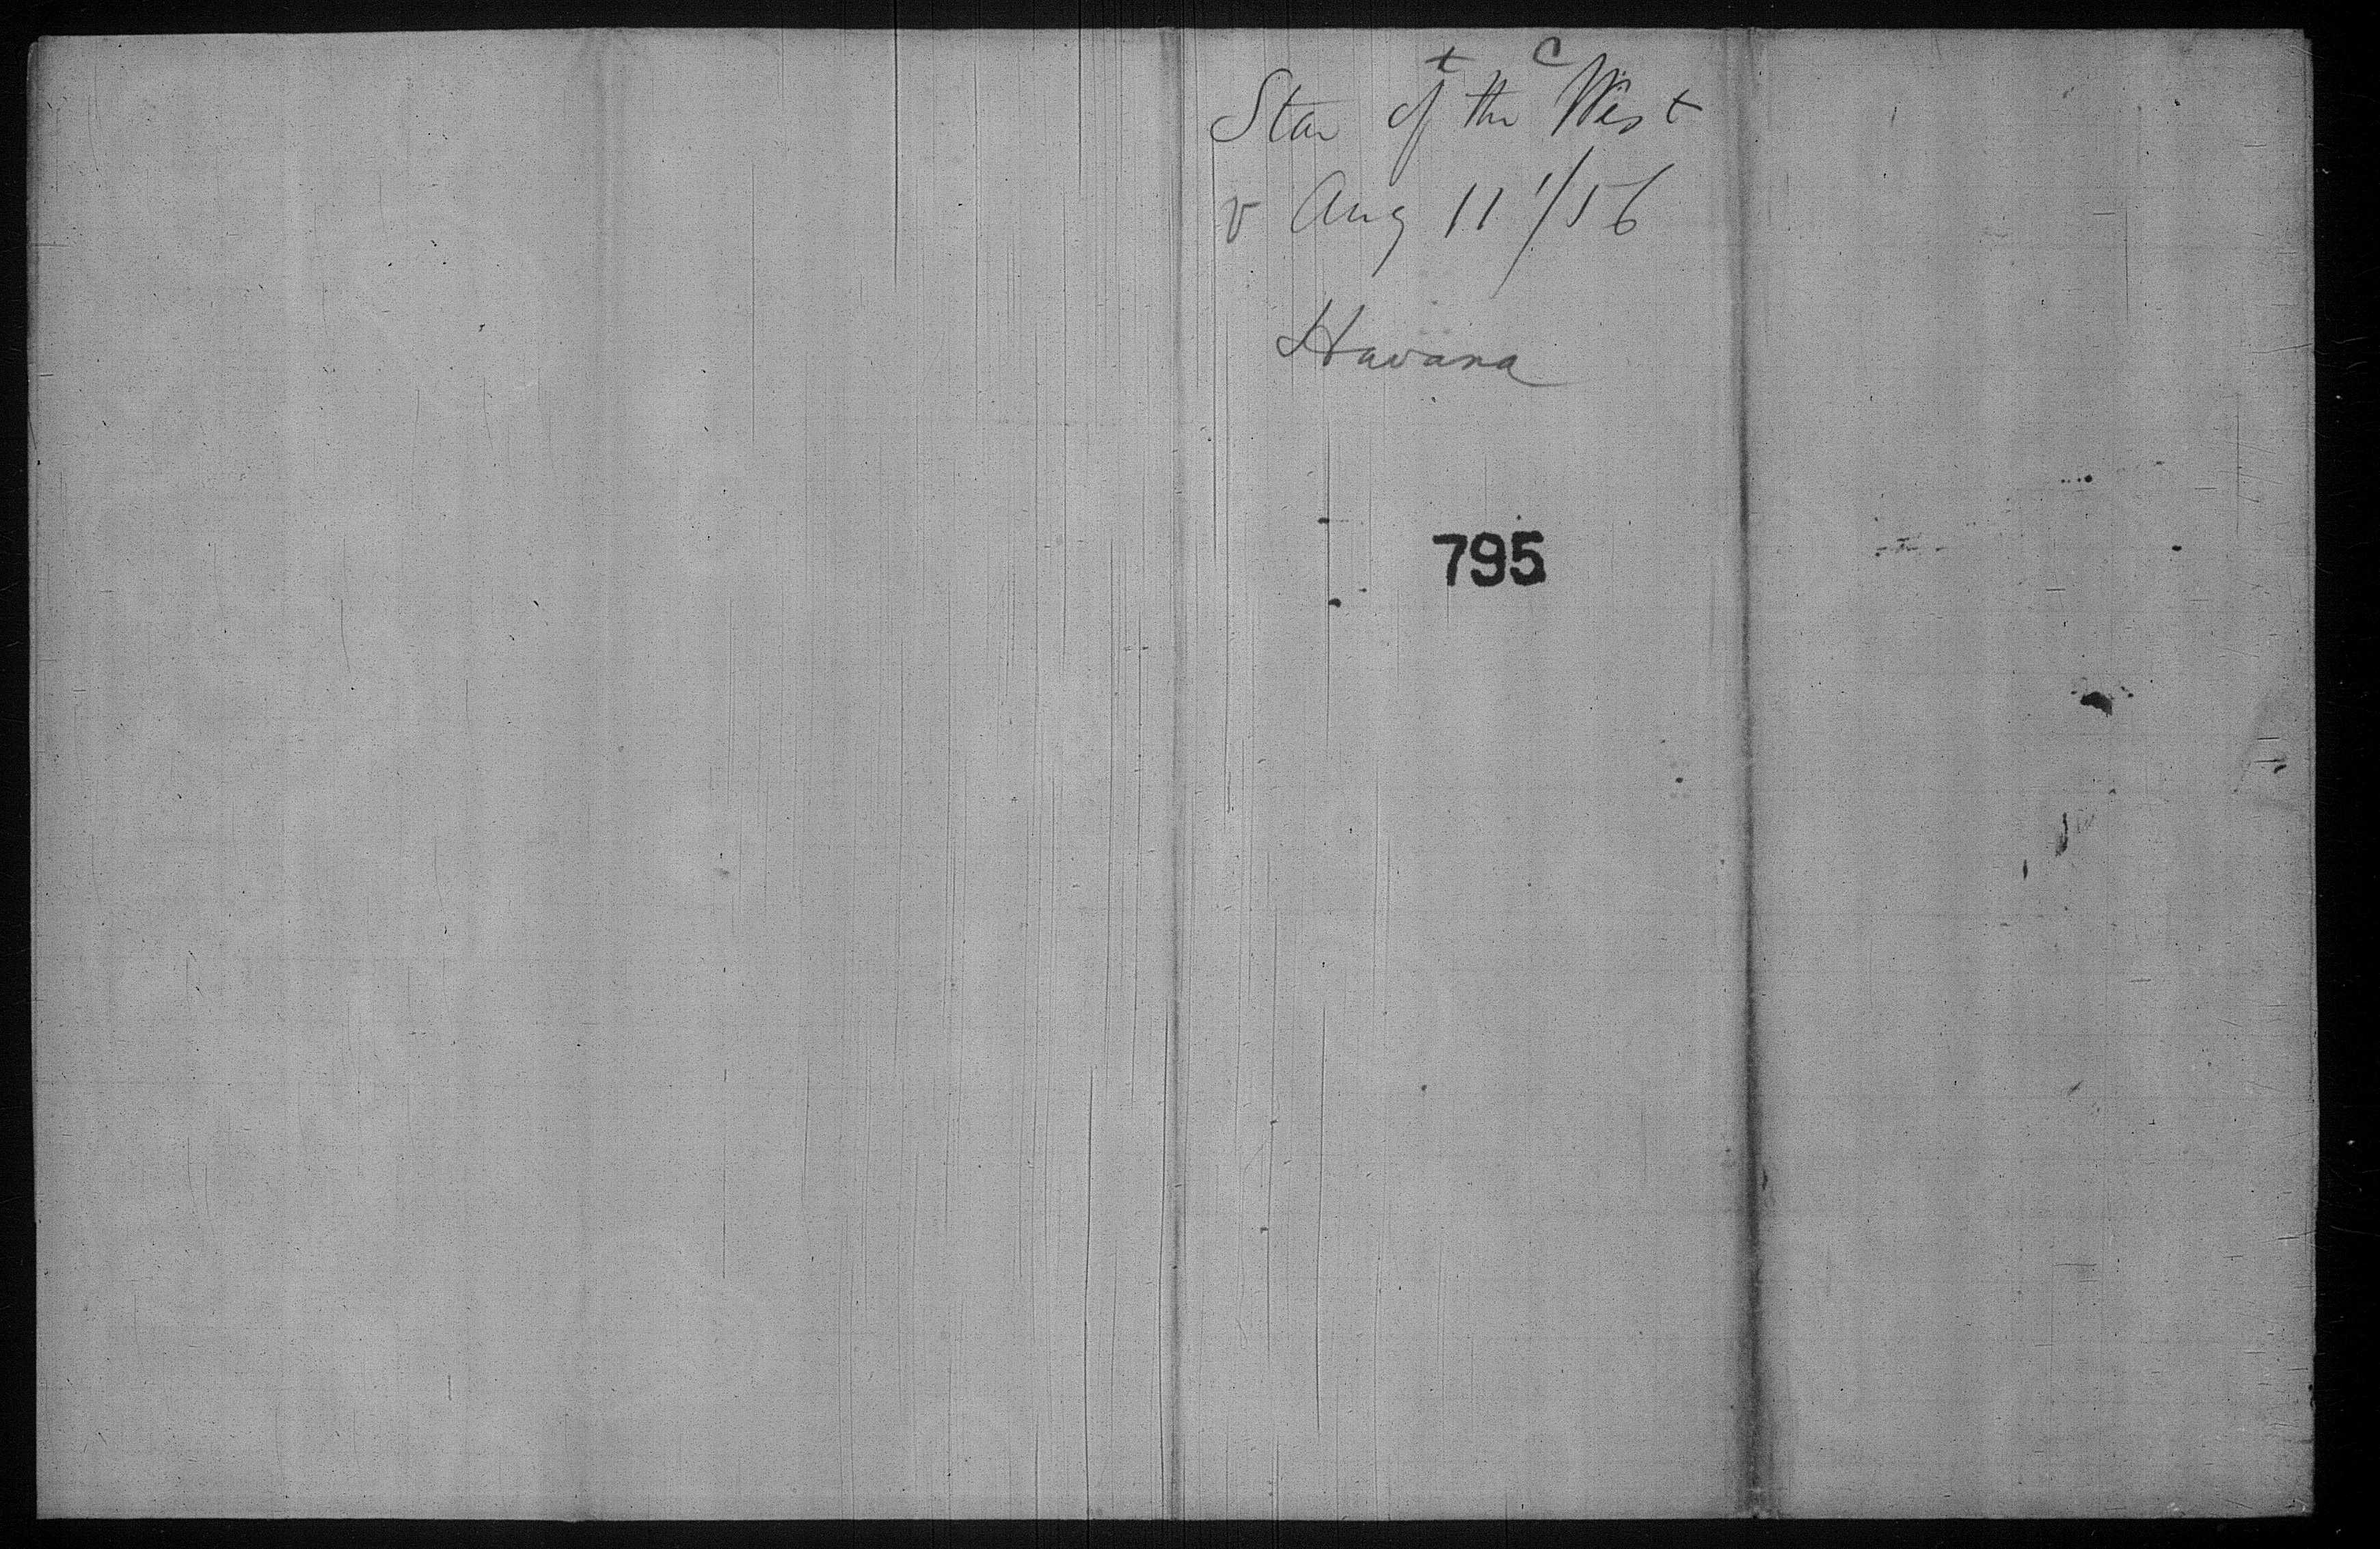 + C
Star of the West
v Aug 11 '/56
Havana
795